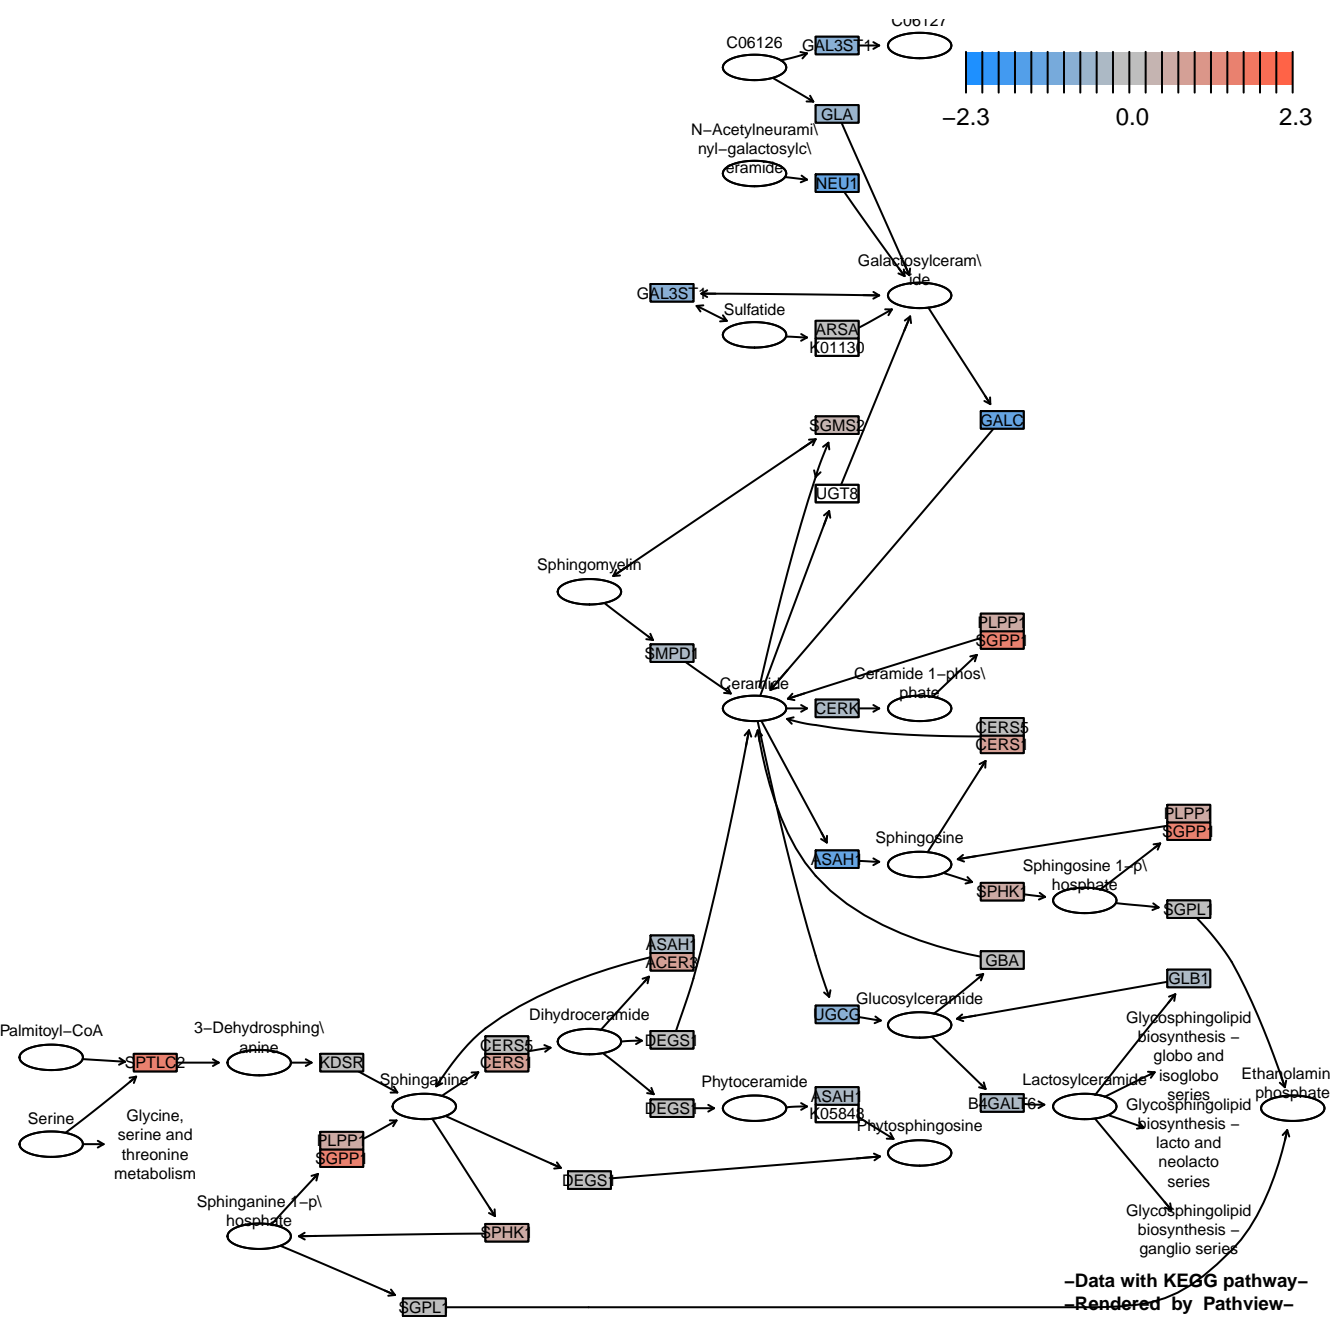 C06127
C06126
GAL3ST1
−2.3
0.0
2.3
GLA
N−Acetylneurami\
nyl−galactosylc\
eramide
NEU1
Galactosylceram\
ide
GAL3ST1
Sulfatide
ARSA
K01130
SGMS2
GALC
UGT8
Sphingomyelin
SMPD1
PLPP1
SGPP1
Ceramide
Ceramide 1−phos\
phate
CERK
CERS5
CERS1
PLPP1
SGPP1
Sphingosine
ASAH1
Sphingosine 1−p\
hosphate
SPHK1
SGPL1
ASAH1
ACER3
GBA
GLB1
Glucosylceramide
UGCG
Dihydroceramide
DEGS1
CERS5
CERS1
Palmitoyl−CoA
3−Dehydrosphing\
anine
SPTLC2
KDSR
Sphinganine
Glycosphingolipid
biosynthesis −
globo and
isoglobo
series
Ethanolamin
phosphate
Phytoceramide
DEGS1
ASAH1
K05848
Lactosylceramide
B4GALT6
Glycosphingolipid
biosynthesis −
lacto and
neolacto
series
Phytosphingosine
Serine
Glycine,
serine and
threonine
metabolism
PLPP1
SGPP1
DEGS1
Sphinganine 1−p\
hosphate
SPHK1
Glycosphingolipid
biosynthesis −
ganglio series
SGPL1
−Data with KEGG pathway−
−Rendered by Pathview−